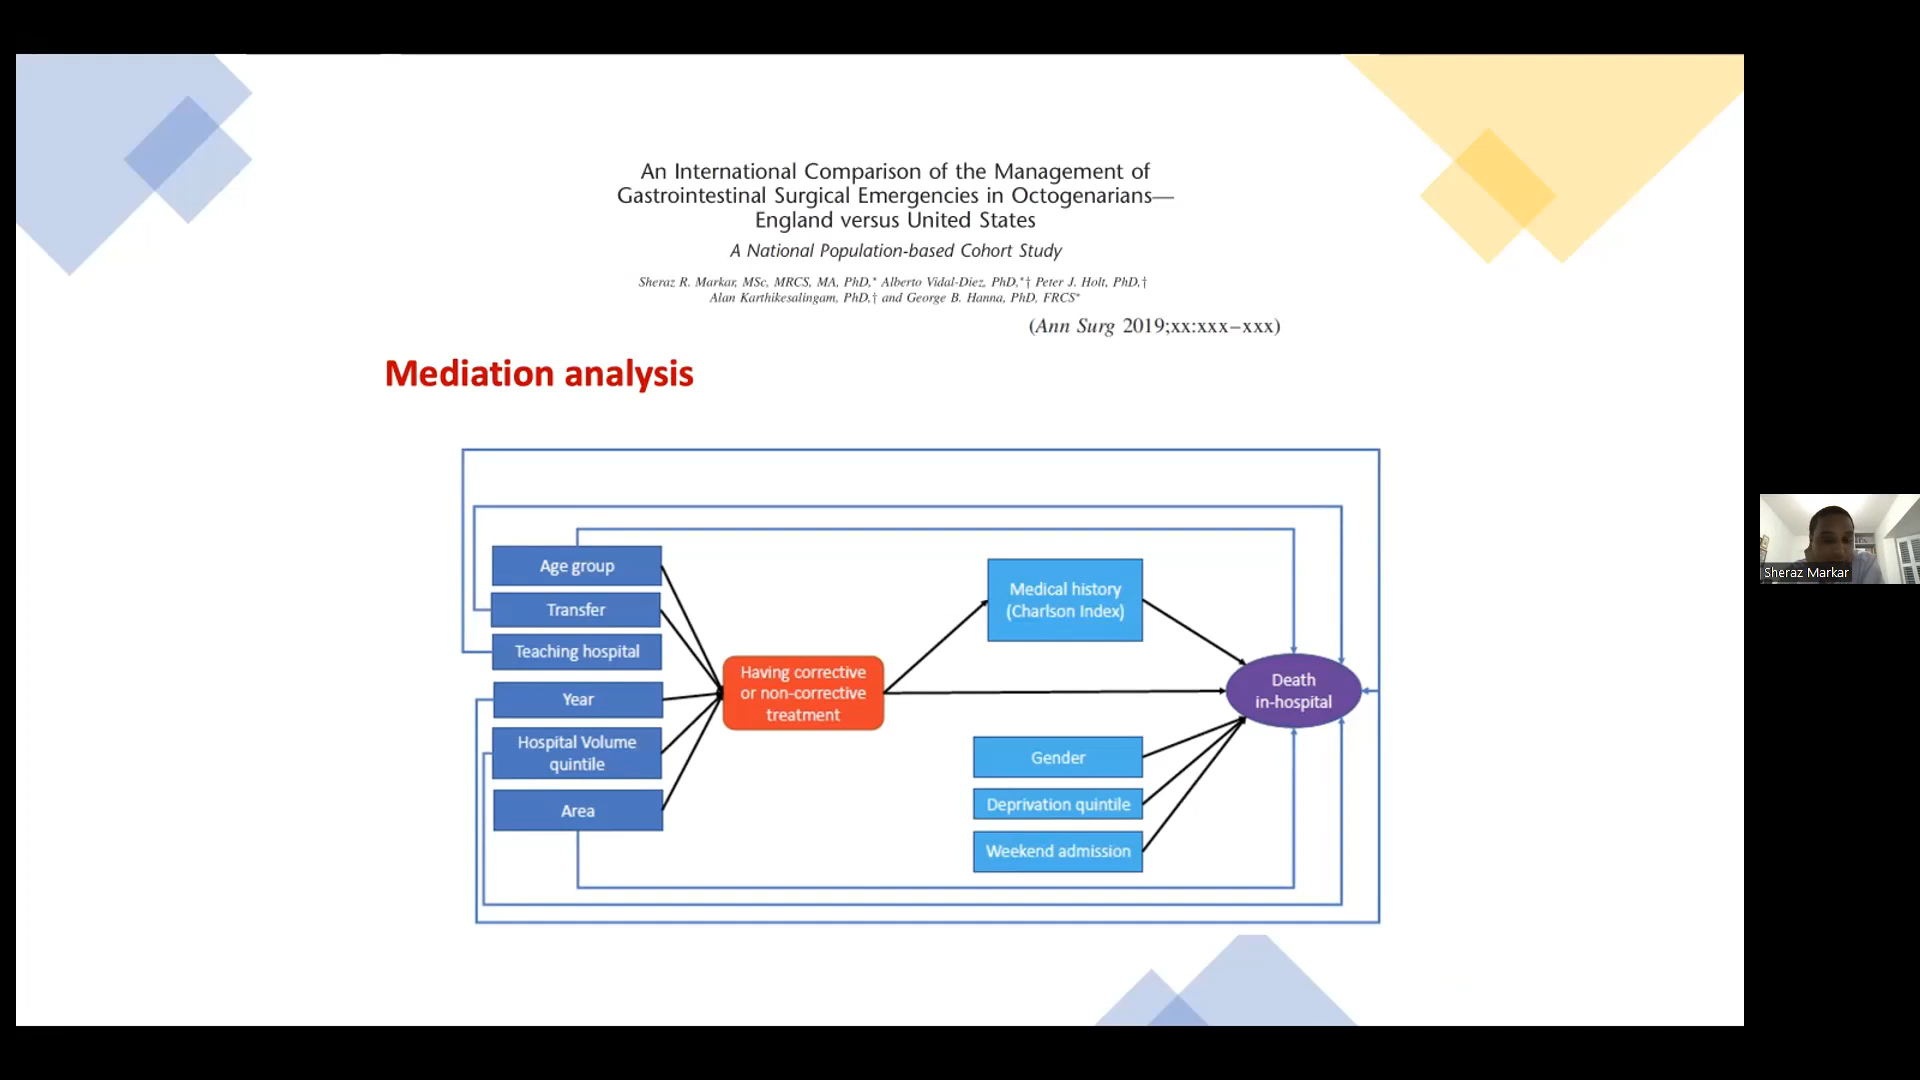 An International Comparison of the Management of
Gastrointestinal Surgical Emergencies in Octogenarians—
England versus United States
A National Population-based Cohort Study
Sheraz R. Markar, MSc, MRCS, MA, PhD,* Alberto Vidal-Diez, PhD,*† Peter J. Holt, PhD,†
Alan Karthikesalingam, PhD,† and George B. Hanna, PhD, FRCS*
(Ann Surg 2019;xx:xxx–xxx)
Mediation analysis
Age group
Transfer
Teaching hospital
Year
Hospital Volume
quintile
Area
Having corrective
or non-corrective
treatment
Medical history
(Charlson Index)
Gender
Deprivation quintile
Weekend admission
Death
in-hospital
Sheraz Markar